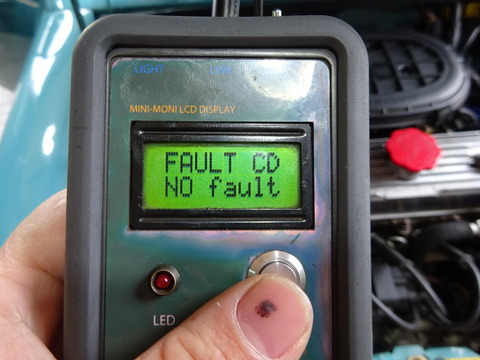 LIGHT
MINI-MONI LCD DISPLAY
FAULT CD
NO fault
LED